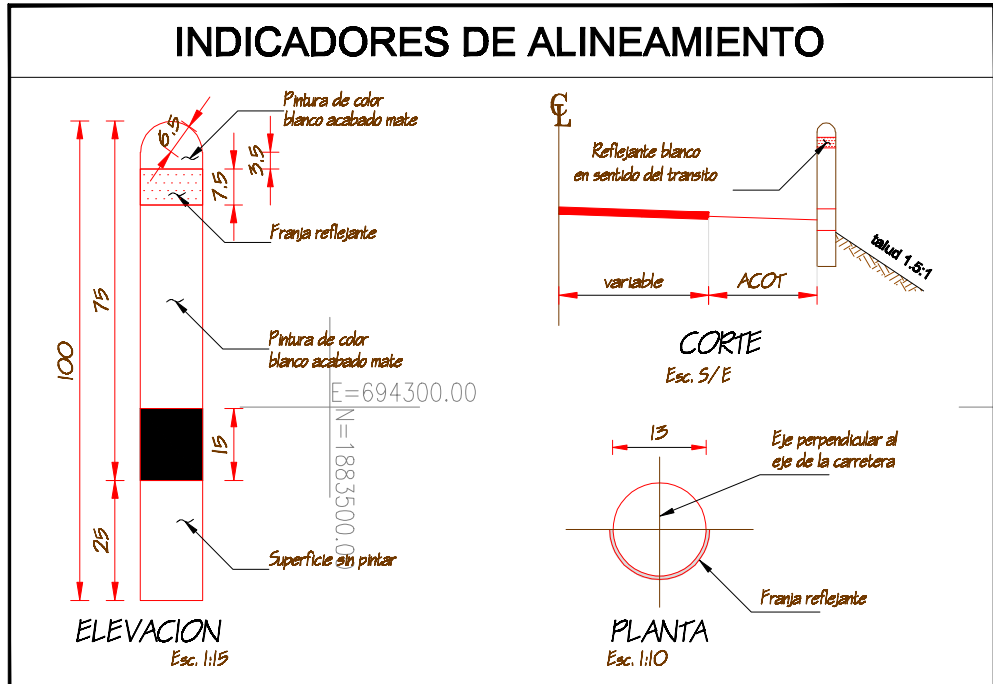 INDICADORES DE ALINEAMIENTO
Pintura de color
blanco acabado mate
6.5
3.5
7.5
Franja reflejante
75
100
Pintura de color
blanco acabado mate
E=694300.00
N=1883500.00
15
25
Superficie sin pintar
ELEVACION
Esc. 1:15
CL
Reflejante blanco
en sentido del transito
talud 1.5:1
variable
ACOT
CORTE
Esc. S/E
13
Eje perpendicular al
eje de la carretera
Franja reflejante
PLANTA
Esc. 1:10